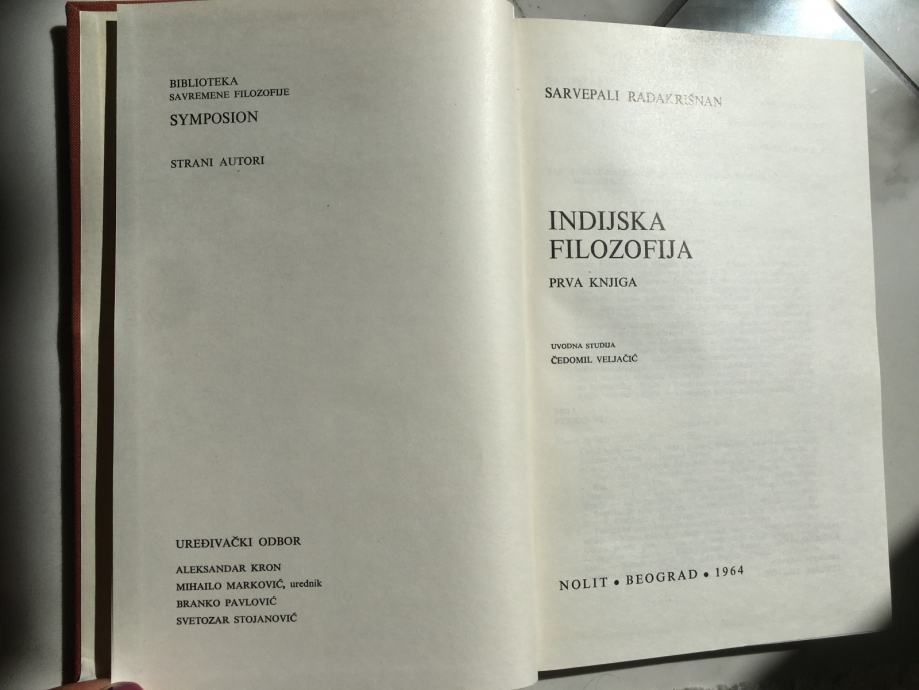 BIBLIOTEKA
SAVREMENE FILOZOFIJE
SYMPOSION
STRANI AUTORI
UREĐIVAČKI ODBOR
ALEKSANDAR KRON
MIHAILO MARKOVIĆ, urednik
BRANKO PAVLOVIĆ
SVETOZAR STOJANOVIĆ
SARVEPALI RADAKRIŠNAN
INDIJSKA
FILOZOFIJA
PRVA KNJIGA
UVODNA STUDIJA
ČEDOMIL VELJAČIĆ
NOLIT • BEOGRAD • 1964